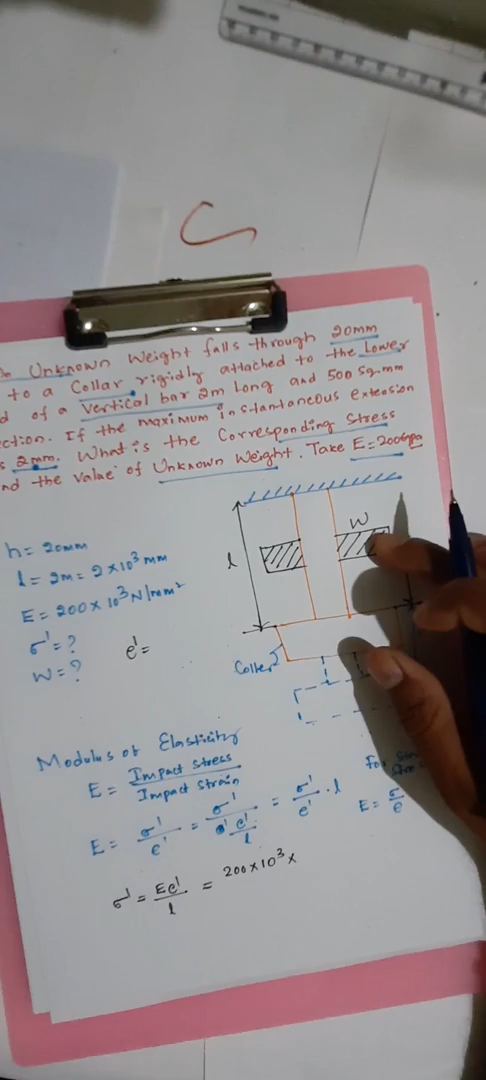 Unknown Weight falls through 20mm
to a Collar rigidly attached to the Lower
of a Vertical bar 2m Long and 500 Sq.mm
ection. If the maximum instantaneous extension
2mm. What is the Corresponding Stress
nd the value of Unknown Weight. Take E=200Gpa
h = 20mm
l = 2m = 2 × 10³ mm
E = 200 × 10³ N/mm²
σ' = ?
W = ?
e' =
W
l
Coller
Modulus of Elasticity
E = Impact stress / Impact strain
E = σ'/e' = σ'/(e'/l) = σ'/e' · l
E = σ/e
σ' = Ee'/l = 200×10³ ×